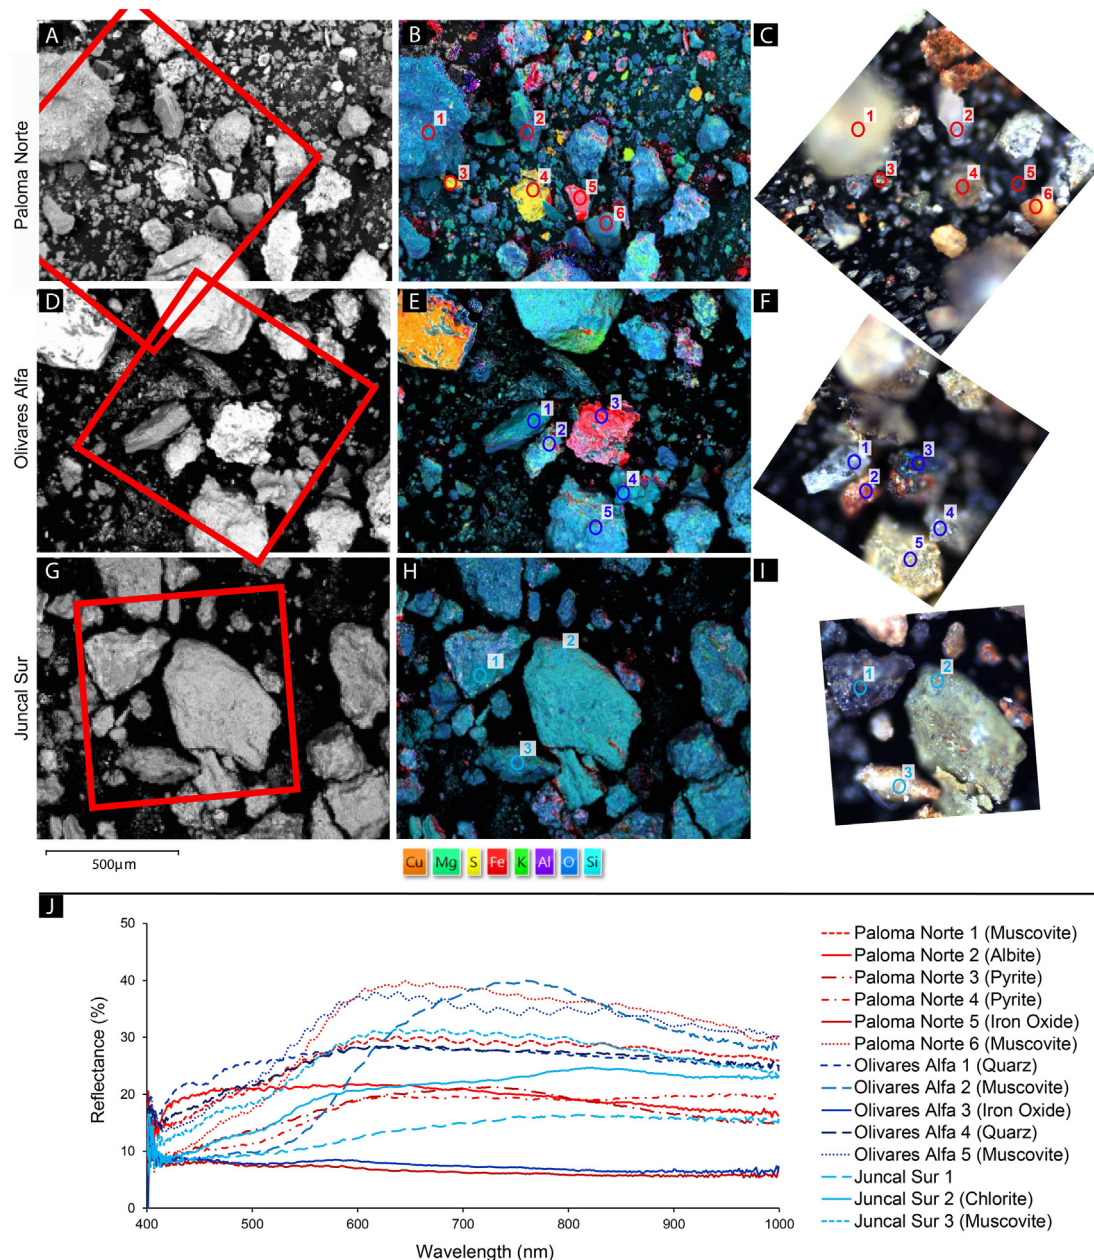 A
B
C
Paloma Norte
1
2
3
4
5
6
1
2
3
4
5
6
D
E
F
Olivares Alfa
1
2
3
4
5
1
2
3
4
5
G
H
I
Juncal Sur
1
2
3
1
2
3
500µm
Cu Mg S Fe K Al O Si
J
50
40
30
20
10
0
Reflectance (%)
400 500 600 700 800 900 1000
Wavelength (nm)
Paloma Norte 1 (Muscovite)
Paloma Norte 2 (Albite)
Paloma Norte 3 (Pyrite)
Paloma Norte 4 (Pyrite)
Paloma Norte 5 (Iron Oxide)
Paloma Norte 6 (Muscovite)
Olivares Alfa 1 (Quarz)
Olivares Alfa 2 (Muscovite)
Olivares Alfa 3 (Iron Oxide)
Olivares Alfa 4 (Quarz)
Olivares Alfa 5 (Muscovite)
Juncal Sur 1
Juncal Sur 2 (Chlorite)
Juncal Sur 3 (Muscovite)